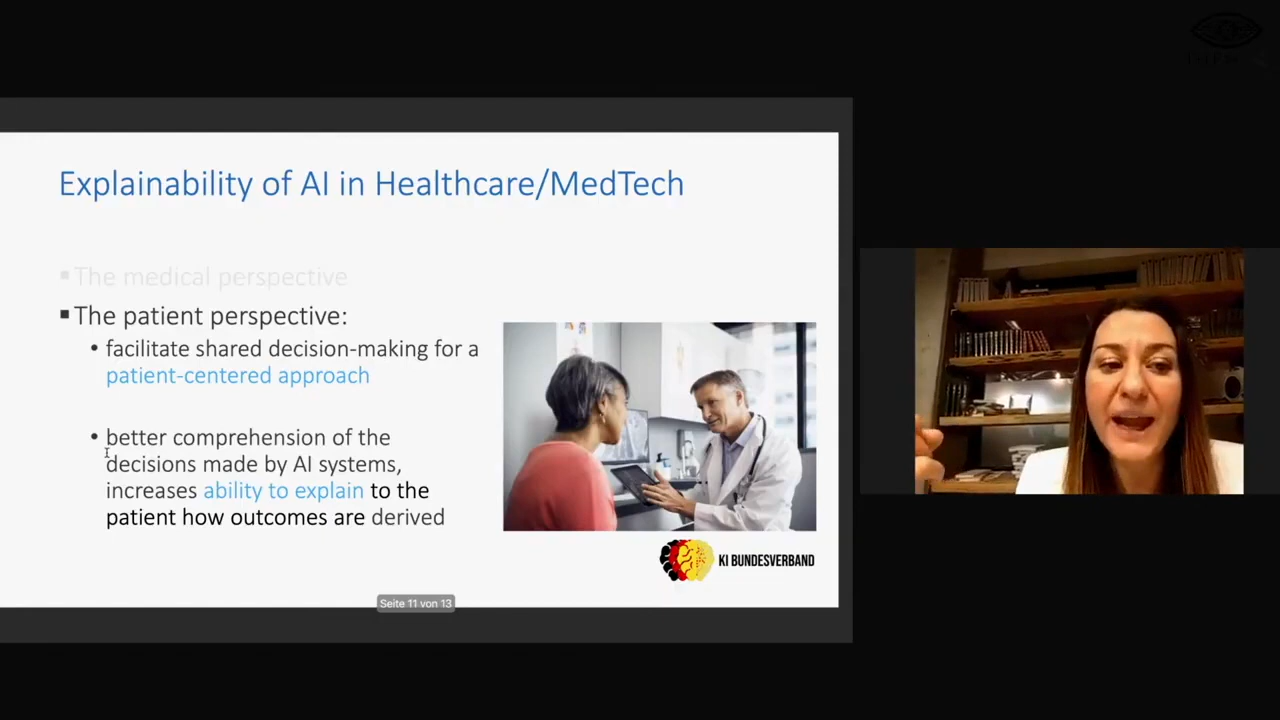 Explainability of AI in Healthcare/MedTech
▪The medical perspective
▪The patient perspective:
• facilitate shared decision-making for a
patient-centered approach
• better comprehension of the
decisions made by AI systems,
increases ability to explain to the
patient how outcomes are derived
KI BUNDESVERBAND
Seite 11 von 13